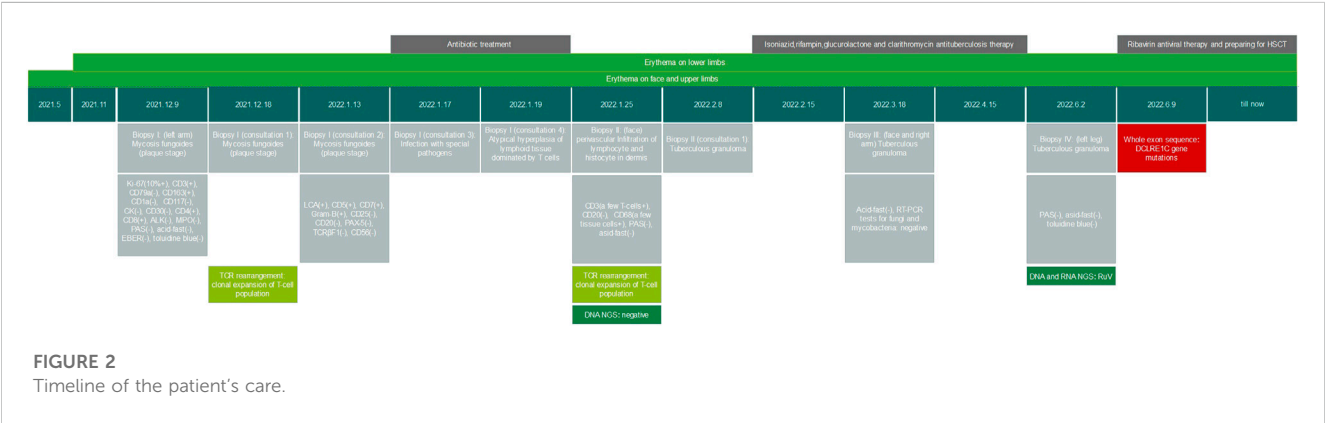 Antibiotic treatment
Isoniazid,rifampin,glucurolactone and clarithromycin antituberculosis therapy
Ribavirin antiviral therapy and preparing for HSCT
Erythema on lower limbs
Erythema on face and upper limbs
2021.5
2021.11
2021.12.9
2021.12.18
2022.1.13
2022.1.17
2022.1.19
2022.1.25
2022.2.8
2022.2.15
2022.3.18
2022.4.15
2022.6.2
2022.6.9
till now
Biopsy I: (left arm)
Mycosis fungoides
(plaque stage)
Biopsy I (consultation 1):
Mycosis fungoides
(plaque stage)
Biopsy I (consultation 2):
Mycosis fungoides
(plaque stage)
Biopsy I (consultation 3):
Infection with special
pathogens
Biopsy I (consultation 4):
Atypical hyperplasia of
lymphoid tissue
dominated by T cells
Biopsy II: (face)
perivascular Infiltration of
lymphocyte and
histocyte in dermis
Biopsy II (consultation 1):
Tuberculous granuloma
Biopsy III: (face and right
arm) Tuberculous
granuloma
Biopsy IV: (left leg)
Tuberculous granuloma
Whole exon sequence:
DCLRE1C gene
mutations
Ki-67(10%+), CD3(+),
CD79a(-), CD163(+),
CD1a(-), CD117(-),
CK(-), CD30(-), CD4(+),
CD8(+), ALK(-), MPO(-),
PAS(-), acid-fast(-),
EBER(-), toluidine blue(-)
LCA(+), CD5(+), CD7(+),
Gram-B(+), CD25(-),
CD20(-), PAX-5(-),
TCRβF1(-), CD56(-)
CD3(a few T-cells+),
CD20(-), CD68(a few
tissue cells+), PAS(-),
asid-fast(-)
Acid-fast(-), RT-PCR
tests for fungi and
mycobacteria: negative
PAS(-), asid-fast(-),
toluidine blue(-)
TCR rearrangement:
clonal expansion of T-cell
population
TCR rearrangement:
clonal expansion of T-cell
population
DNA and RNA NGS: RuV
DNA NGS: negative
FIGURE 2
Timeline of the patient's care.